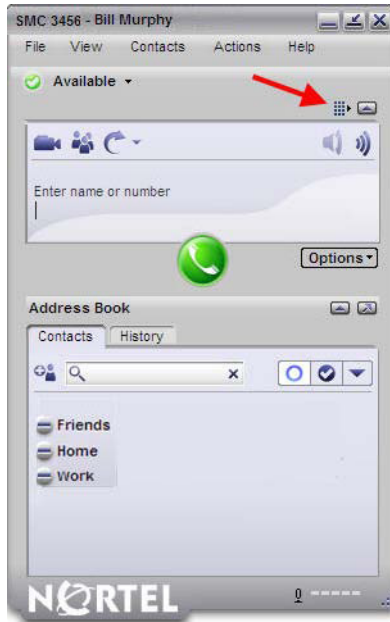 SMC 3456 - Bill Murphy
File View Contacts Actions Help
Available
Enter name or number
Options
Address Book
Contacts History
Friends
Home
Work
NORTEL